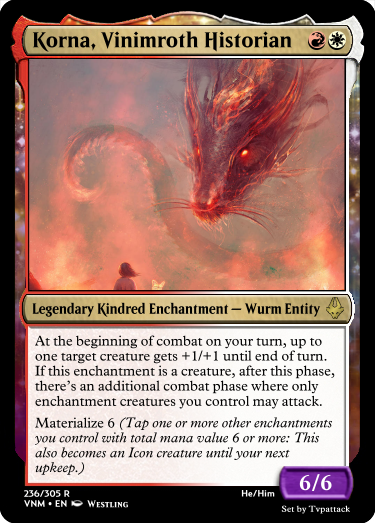 Korna, Vinimroth Historian
Legendary Kindred Enchantment — Wurm Entity
At the beginning of combat on your turn, up to
one target creature gets +1/+1 until end of turn.
If this enchantment is a creature, after this phase,
there's an additional combat phase where only
enchantment creatures you control may attack.
Materialize 6 (Tap one or more other enchantments
you control with total mana value 6 or more: This
also becomes an Icon creature until your next
upkeep.)
6/6
236/305 R
He/Him
VNM • EN Westling
Set by Tvpattack